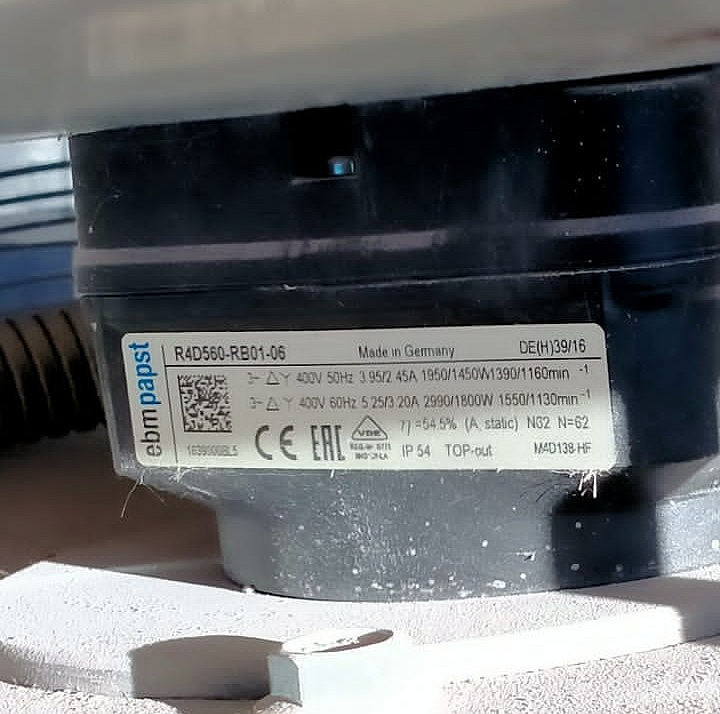 ebmpapst
R4D560-RB01-06 Made in Germany DE(H)39/16
3~ △ Y 400V 50Hz 3.95/2.45A 1950/1450W 1390/1160min -1
3~ △ Y 400V 60Hz 5.25/3.20A 2990/1800W 1550/1130min -1
η=54.5% (A, static) NG2 N=62
CE EAC VDE IP 54 TOP-out M4D138-HF